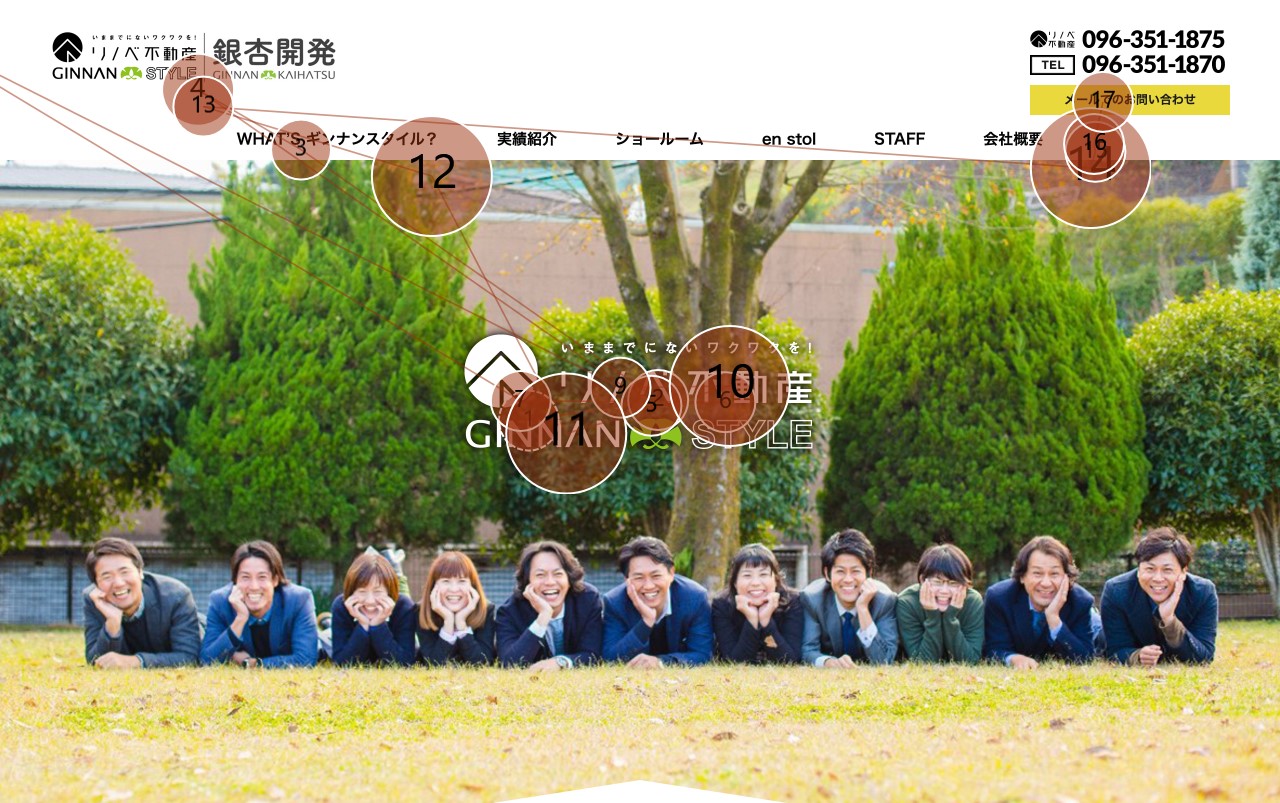 いままでにないワクワクを!
リノベ不動産
GINNAN STYLE
銀杏開発
GINNAN KAIHATSU
リノベ不動産 096-351-1875
TEL 096-351-1870
メールでのお問い合わせ
WHAT'S ギンナンスタイル?
実績紹介
ショールーム
en stol
STAFF
会社概要
いままでにないワクワクを!
リノベ不動産
GINNAN STYLE
4
13
3
12
17
16
9
10
6
5
11